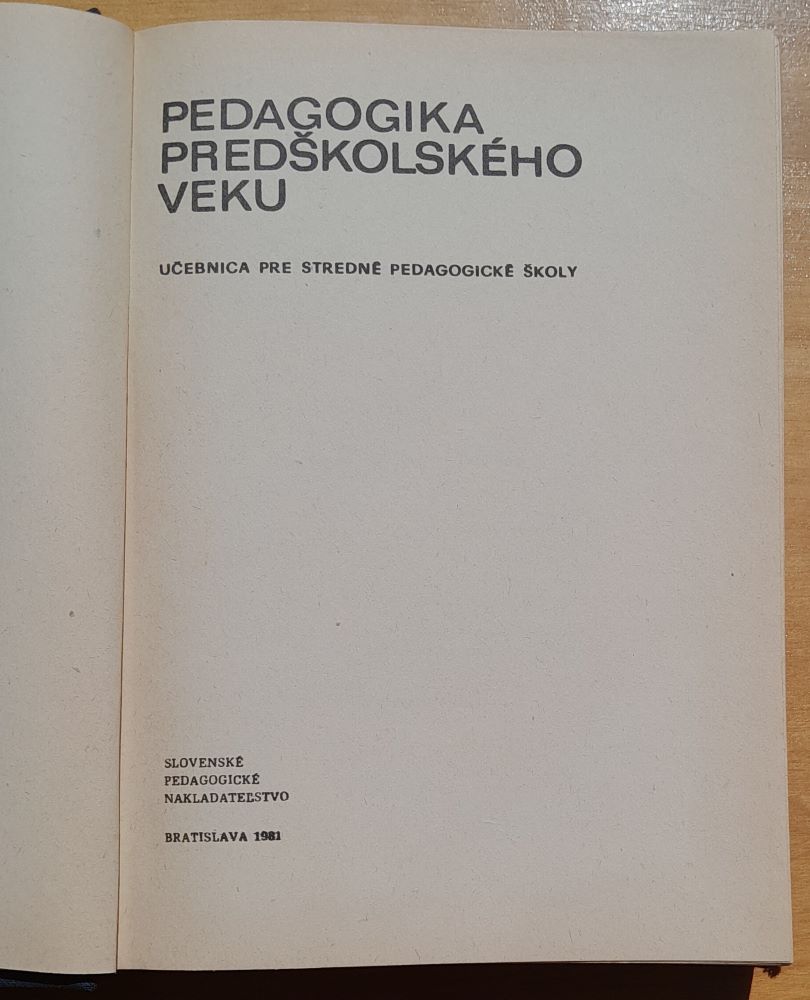 PEDAGOGIKA
PREDŠKOLSKÉHO
VEKU
UČEBNICA PRE STREDNÉ PEDAGOGICKÉ ŠKOLY
SLOVENSKÉ
PEDAGOGICKÉ
NAKLADATEĽSTVO
BRATISLAVA 1981